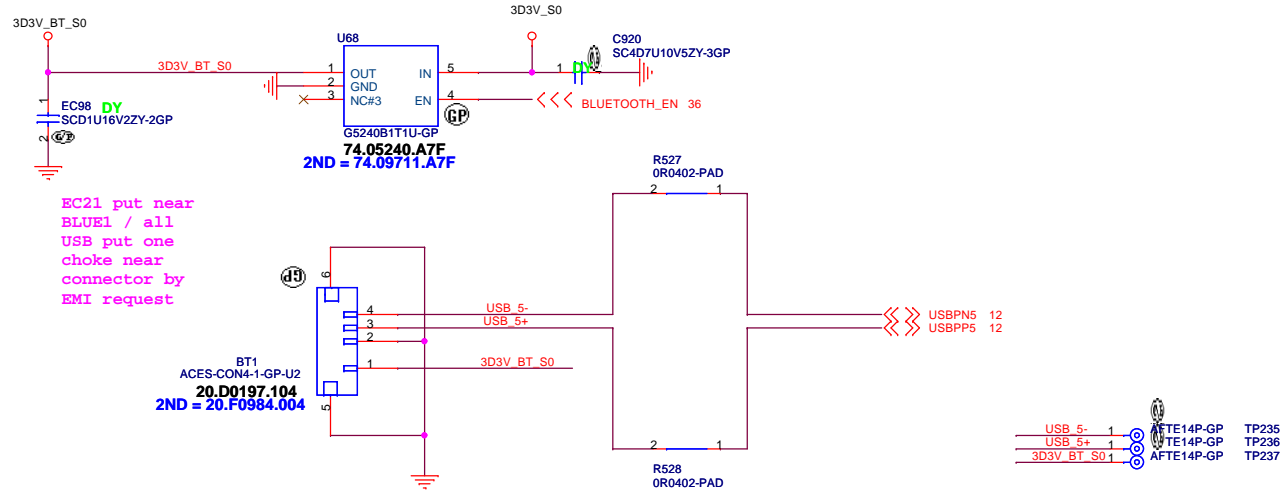 3D3V_BT_S0
3D3V_S0
U68
C920
SC4D7U10V5ZY-3GP
3D3V_BT_S0
1
OUT
IN
5
1
DY
2
GND
3
NC#3
EN
4
BLUETOOTH_EN 36
GP
1
EC98 DY
SCD1U16V2ZY-2GP
2
GP
G5240B1T1U-GP
74.05240.A7F
2ND = 74.09711.A7F
R527
0R0402-PAD
2
1
EC21 put near
BLUE1 / all
USB put one
choke near
connector by
EMI request
GP
6
4
USB_5-
3
USB_5+
2
1
3D3V_BT_S0
5
BT1
ACES-CON4-1-GP-U2
20.D0197.104
2ND = 20.F0984.004
USBPN5 12
USBPP5 12
2
1
R528
0R0402-PAD
USB_5- 1 AFTE14P-GP TP235
USB_5+ 1 FTE14P-GP TP236
3D3V_BT_S0 1 AFTE14P-GP TP237